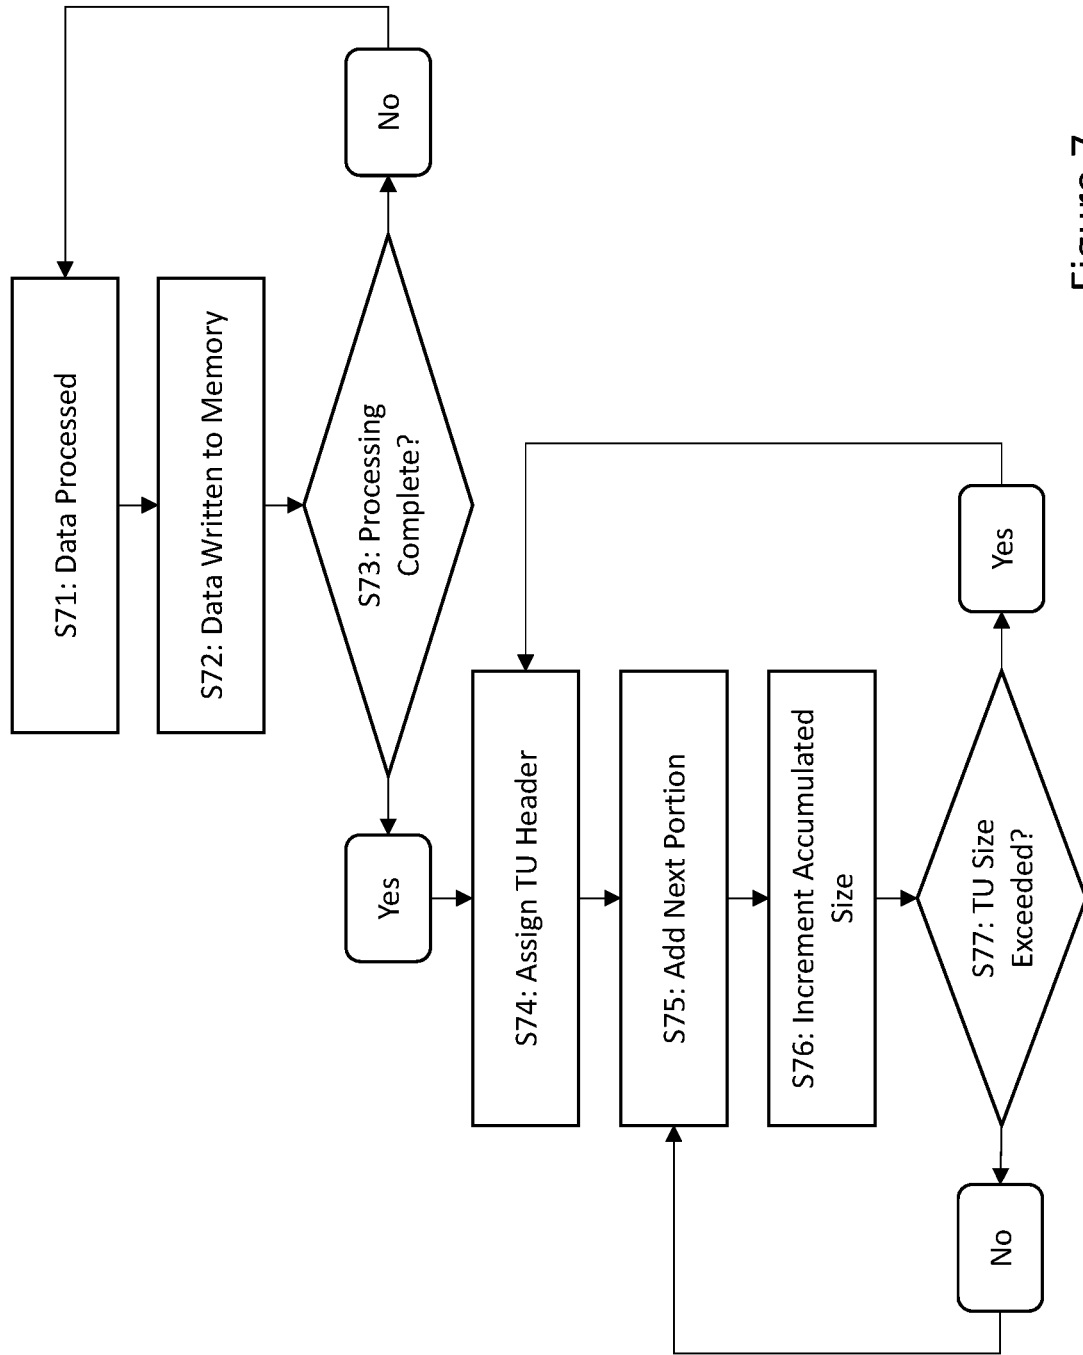 S71: Data Processed
S72: Data Written to Memory
S73: Processing
Complete?
No
Yes
S74: Assign TU Header
S75: Add Next Portion
S76: Increment Accumulated
Size
S77: TU Size
Exceeded?
Yes
No
Figure 7